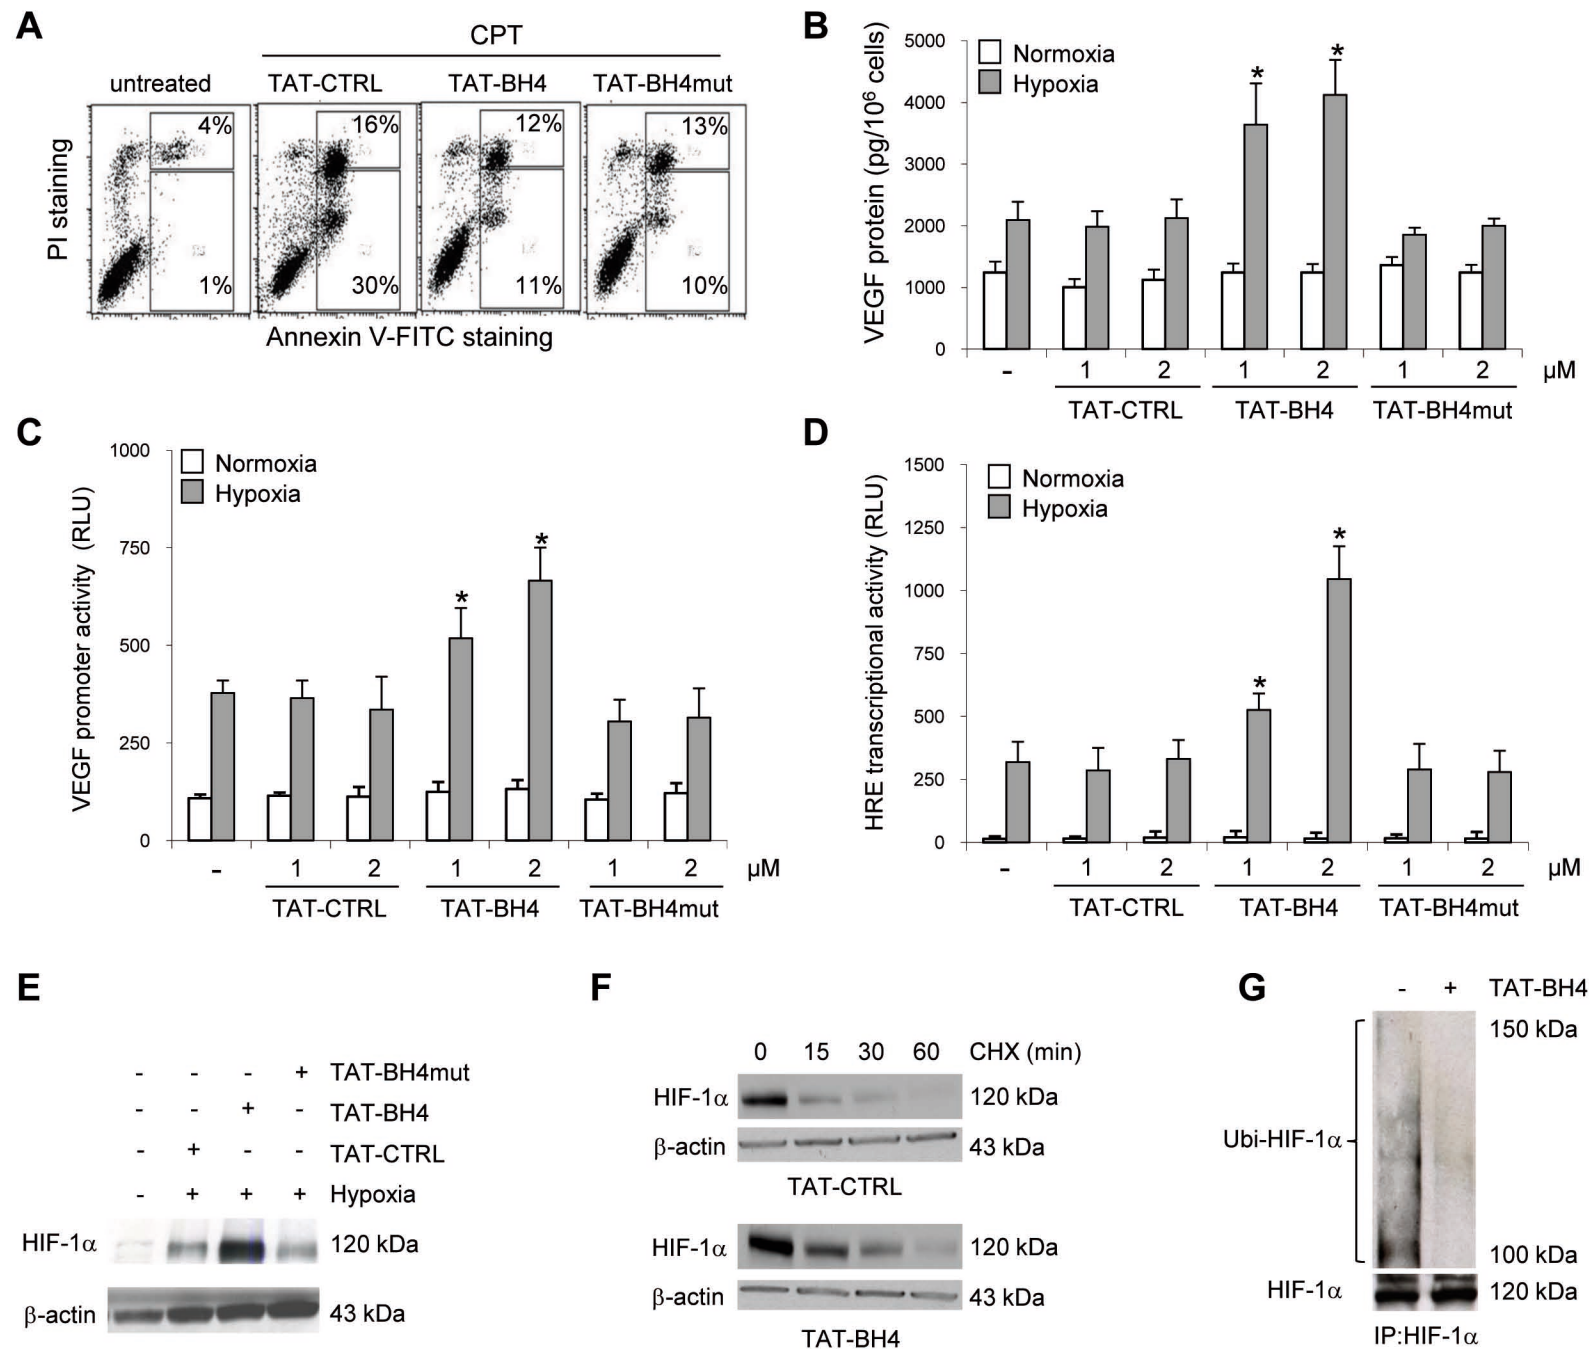 A
CPT
untreated TAT-CTRL TAT-BH4 TAT-BH4mut
4% 16% 12% 13%
PI staining
1% 30% 11% 10%
Annexin V-FITC staining
B
VEGF protein (pg/10⁶ cells)
5000
4000
3000
2000
1000
0
Normoxia
Hypoxia
* *
- 1 2 1 2 1 2 µM
TAT-CTRL TAT-BH4 TAT-BH4mut
C
VEGF promoter activity (RLU)
1000
750
500
250
0
Normoxia
Hypoxia
* *
- 1 2 1 2 1 2 µM
TAT-CTRL TAT-BH4 TAT-BH4mut
D
HRE transcriptional activity (RLU)
1500
1250
1000
750
500
250
0
Normoxia
Hypoxia
* *
- 1 2 1 2 1 2 µM
TAT-CTRL TAT-BH4 TAT-BH4mut
E
- - - + TAT-BH4mut
- - + - TAT-BH4
- + - - TAT-CTRL
- + + + Hypoxia
HIF-1α 120 kDa
β-actin 43 kDa
F
0 15 30 60 CHX (min)
HIF-1α 120 kDa
β-actin 43 kDa
TAT-CTRL
HIF-1α 120 kDa
β-actin 43 kDa
TAT-BH4
G
- + TAT-BH4
150 kDa
Ubi-HIF-1α
100 kDa
HIF-1α 120 kDa
IP:HIF-1α